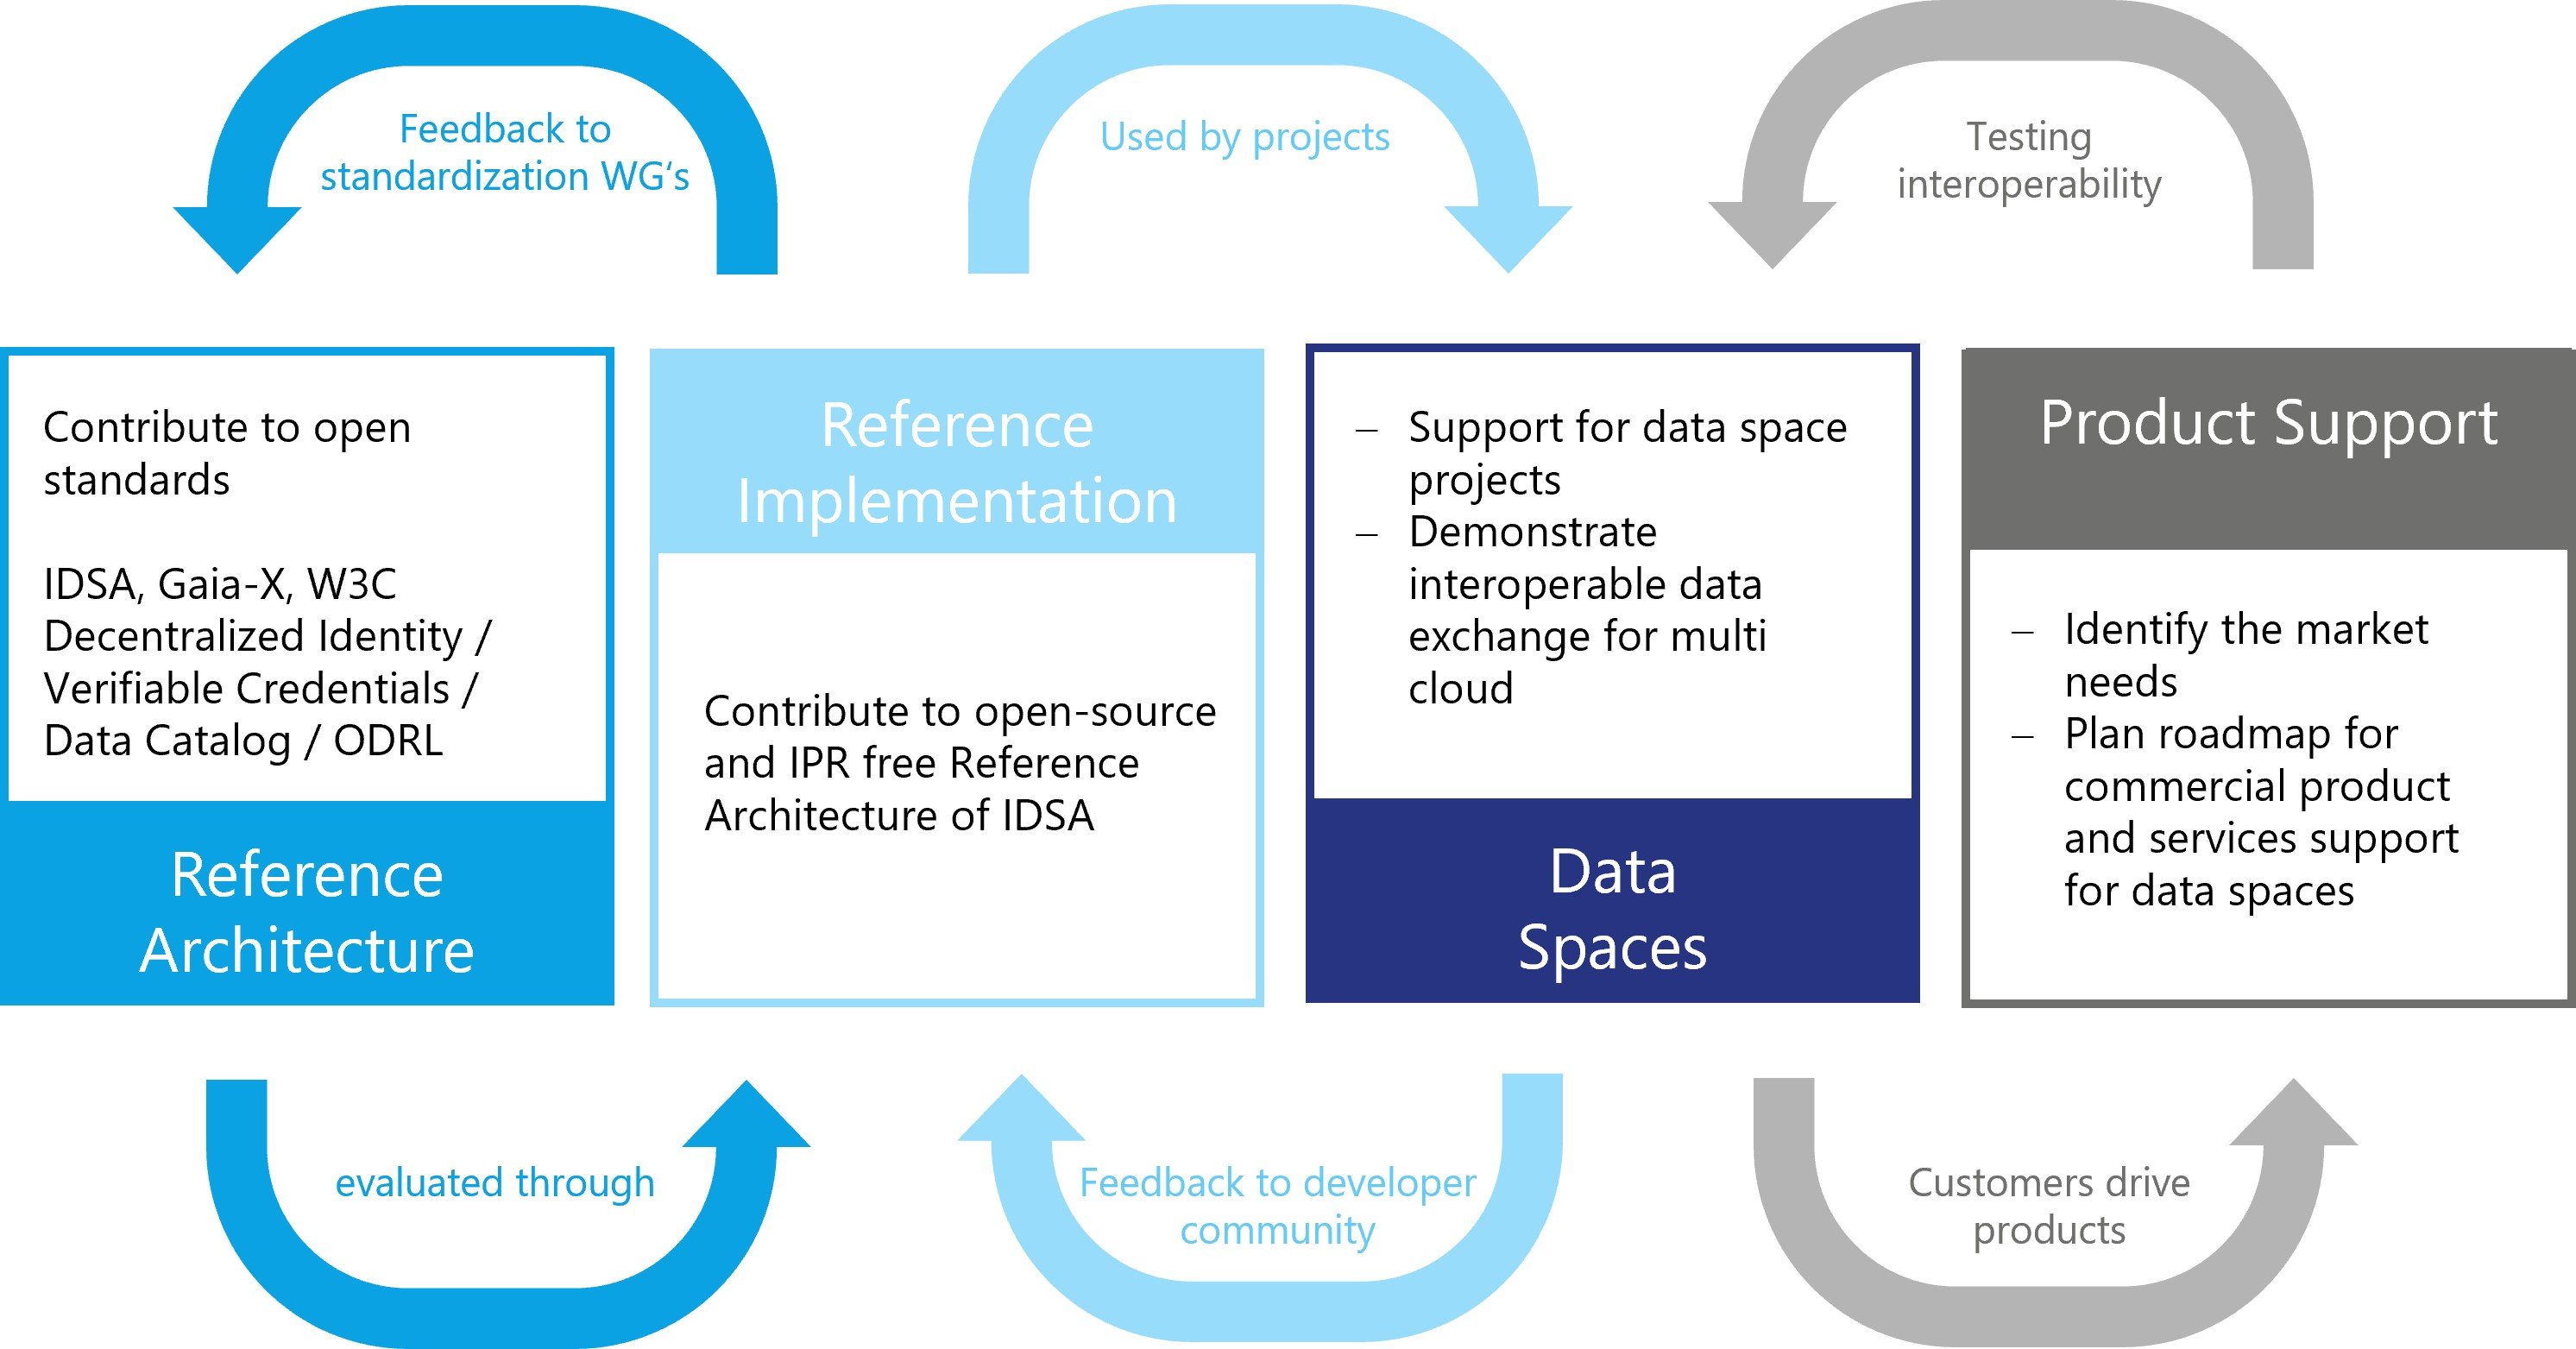 Feedback to
standardization WG‘s
Used by projects
Testing
interoperability
Contribute to open
standards
IDSA, Gaia-X, W3C
Decentralized Identity /
Verifiable Credentials /
Data Catalog / ODRL
Reference
Architecture
Reference
Implementation
Contribute to open-source
and IPR free Reference
Architecture of IDSA
– Support for data space
projects
– Demonstrate
interoperable data
exchange for multi
cloud
Data
Spaces
Product Support
– Identify the market
needs
– Plan roadmap for
commercial product
and services support
for data spaces
evaluated through
Feedback to developer
community
Customers drive
products